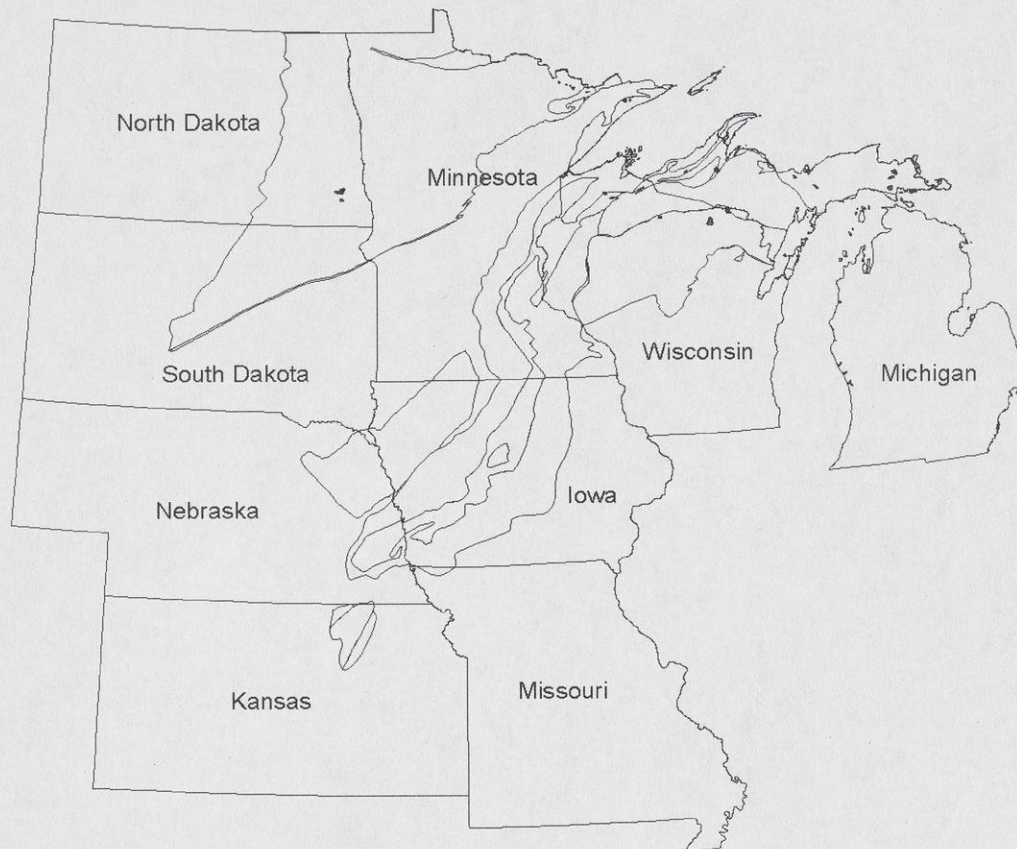 North Dakota
Minnesota
South Dakota
Wisconsin
Michigan
Nebraska
Iowa
Kansas
Missouri